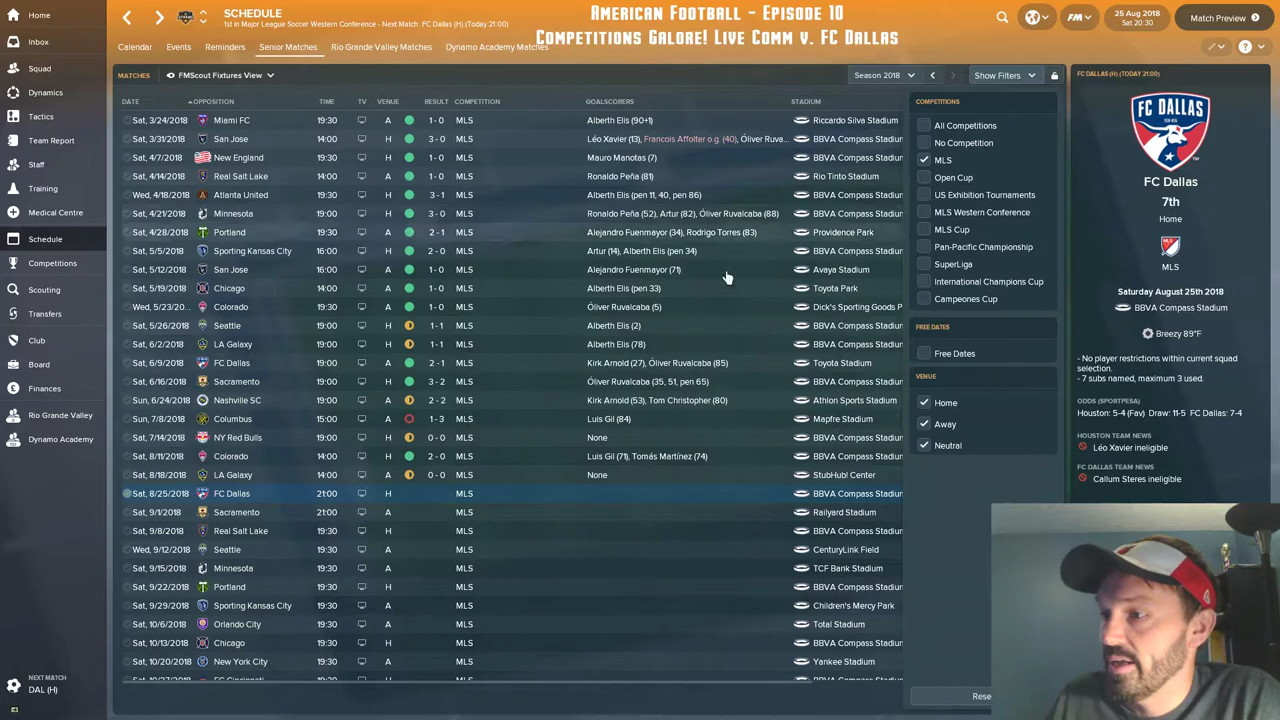 Home
Inbox
Squad
Dynamics
Tactics
Team Report
Staff
Training
Medical Centre
Schedule
Competitions
Scouting
Transfers
Club
Board
Finances
Rio Grande Valley
Dynamo Academy
NEXT MATCH
DAL (H)
SCHEDULE
1st in Major League Soccer Western Conference - Next Match: FC Dallas (H) (Today 21:00)
American Football - Episode 10
Competitions Galore! Live Comm v. FC Dallas
FM
25 Aug 2018
Sat 20:30
Match Preview
Calendar Events Reminders Senior Matches Rio Grande Valley Matches Dynamo Academy Matches
MATCHES FMScout Fixtures View Season 2018 Show Filters
DATE OPPOSITION TIME TV VENUE RESULT COMPETITION GOALSCORERS STADIUM
Sat, 3/24/2018 Miami FC 19:30 A 1 - 0 MLS Alberth Elis (90+1) Riccardo Silva Stadium
Sat, 3/31/2018 San Jose 14:00 H 3 - 0 MLS Léo Xavier (13), Francois Affolter o.g. (40), Óliver Ruva... BBVA Compass Stadium
Sat, 4/7/2018 New England 19:30 H 1 - 0 MLS Mauro Manotas (7) BBVA Compass Stadium
Sat, 4/14/2018 Real Salt Lake 14:00 A 1 - 0 MLS Ronaldo Peña (81) Rio Tinto Stadium
Wed, 4/18/2018 Atlanta United 19:30 H 3 - 1 MLS Alberth Elis (pen 11, 40, pen 86) BBVA Compass Stadium
Sat, 4/21/2018 Minnesota 19:00 H 3 - 0 MLS Ronaldo Peña (52), Artur (82), Óliver Ruvalcaba (88) BBVA Compass Stadium
Sat, 4/28/2018 Portland 19:30 A 2 - 1 MLS Alejandro Fuenmayor (34), Rodrigo Torres (83) Providence Park
Sat, 5/5/2018 Sporting Kansas City 16:00 H 2 - 0 MLS Artur (14), Alberth Elis (pen 34) BBVA Compass Stadium
Sat, 5/12/2018 San Jose 16:00 A 1 - 0 MLS Alejandro Fuenmayor (71) Avaya Stadium
Sat, 5/19/2018 Chicago 14:00 A 1 - 0 MLS Alberth Elis (pen 33) Toyota Park
Wed, 5/23/20... Colorado 19:30 A 1 - 0 MLS Óliver Ruvalcaba (5) Dick's Sporting Goods P
Sat, 5/26/2018 Seattle 19:00 H 1 - 1 MLS Alberth Elis (2) BBVA Compass Stadium
Sat, 6/2/2018 LA Galaxy 19:00 H 1 - 1 MLS Alberth Elis (78) BBVA Compass Stadium
Sat, 6/9/2018 FC Dallas 19:00 A 2 - 1 MLS Kirk Arnold (27), Óliver Ruvalcaba (85) Toyota Stadium
Sat, 6/16/2018 Sacramento 19:00 H 3 - 2 MLS Óliver Ruvalcaba (35, 51, pen 65) BBVA Compass Stadium
Sun, 6/24/2018 Nashville SC 19:00 A 2 - 2 MLS Kirk Arnold (53), Tom Christopher (80) Athlon Sports Stadium
Sun, 7/8/2018 Columbus 15:00 A 1 - 3 MLS Luis Gil (84) Mapfre Stadium
Sat, 7/14/2018 NY Red Bulls 19:00 H 0 - 0 MLS None BBVA Compass Stadium
Sat, 8/11/2018 Colorado 14:00 H 2 - 0 MLS Luis Gil (71), Tomás Martínez (74) BBVA Compass Stadium
Sat, 8/18/2018 LA Galaxy 14:00 A 0 - 0 MLS None StubHub! Center
Sat, 8/25/2018 FC Dallas 21:00 H MLS BBVA Compass Stadium
Sat, 9/1/2018 Sacramento 21:00 A MLS Railyard Stadium
Sat, 9/8/2018 Real Salt Lake 19:30 H MLS BBVA Compass Stadium
Wed, 9/12/2018 Seattle 19:30 A MLS CenturyLink Field
Sat, 9/15/2018 Minnesota 19:30 A MLS TCF Bank Stadium
Sat, 9/22/2018 Portland 19:30 H MLS BBVA Compass Stadium
Sat, 9/29/2018 Sporting Kansas City 19:30 A MLS Children's Mercy Park
Sat, 10/6/2018 Orlando City 19:30 A MLS Total Stadium
Sat, 10/13/2018 Chicago 19:30 H MLS BBVA Compass Stadium
Sat, 10/20/2018 New York City 19:30 A MLS Yankee Stadium
COMPETITIONS
All Competitions
No Competition
MLS
Open Cup
US Exhibition Tournaments
MLS Western Conference
MLS Cup
Pan-Pacific Championship
SuperLiga
International Champions Cup
Campeones Cup
FREE DATES
Free Dates
VENUE
Home
Away
Neutral
Rese
FC DALLAS (H) (TODAY 21:00)
FC DALLAS
FC Dallas
7th
Home
MLS
Saturday August 25th 2018
BBVA Compass Stadium
Breezy 89°F
- No player restrictions within current squad
selection.
- 7 subs named, maximum 3 used.
ODDS (SPORTPESA)
Houston: 5-4 (Fav) Draw: 11-5 FC Dallas: 7-4
HOUSTON TEAM NEWS
Léo Xavier ineligible
FC DALLAS TEAM NEWS
Callum Steres ineligible